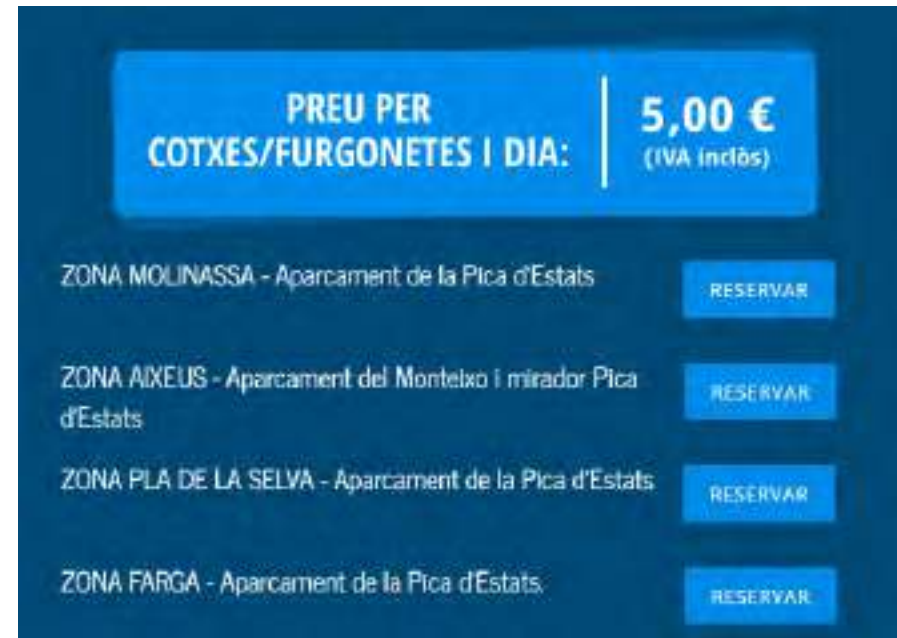 PREU PER
COTXES/FURGONETES I DIA:
5,00 €
(IVA inclòs)
ZONA MOLINASSA - Aparcament de la Pica d'Estats
RESERVAR
ZONA AIXEUS - Aparcament del Monteixo i mirador Pica
d'Estats
RESERVAR
ZONA PLA DE LA SELVA - Aparcament de la Pica d'Estats
RESERVAR
ZONA FARGA - Aparcament de la Pica d'Estats.
RESERVAR